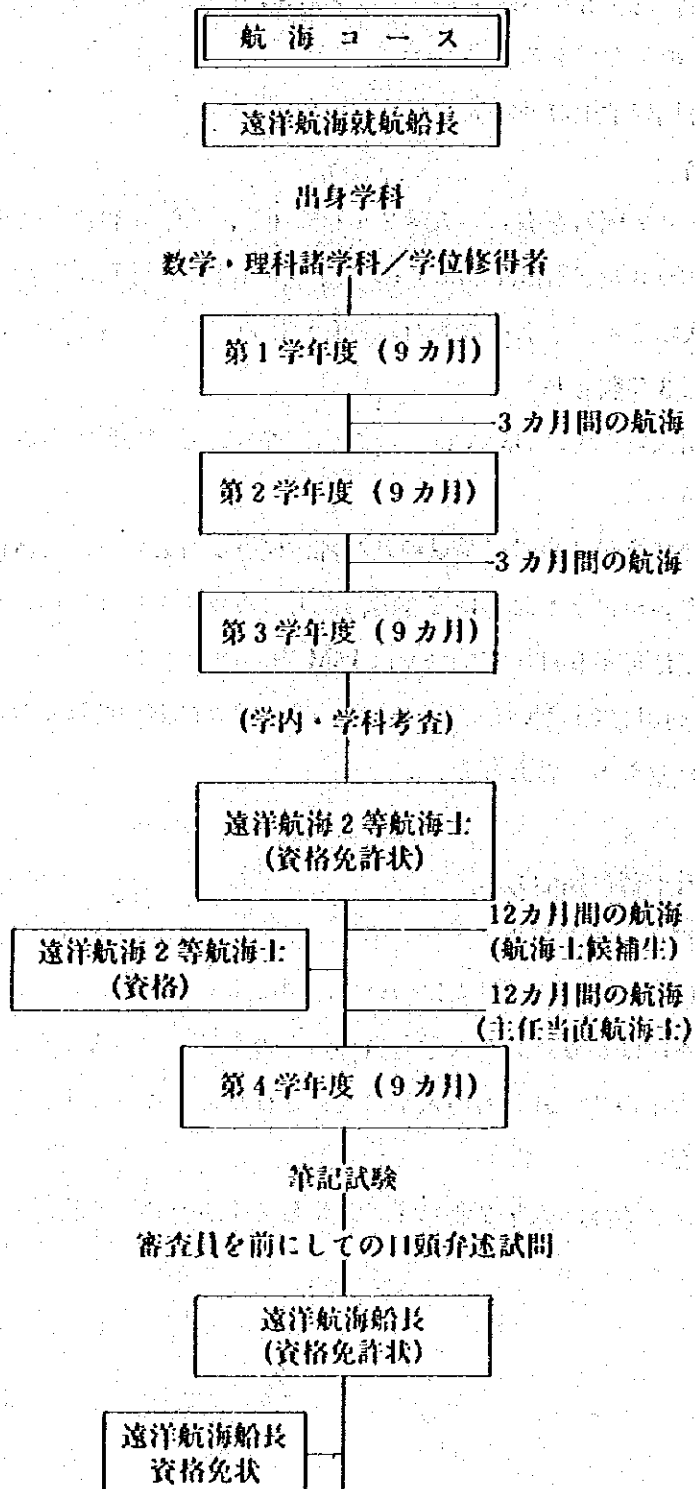 航海コース
遠洋航海就航船長
出身学科
数学・理科諸学科／学位修得者
第1学年度（9カ月）
3カ月間の航海
第2学年度（9カ月）
3カ月間の航海
第3学年度（9カ月）
(学内・学科考査)
遠洋航海2等航海士
(資格免許状)
12カ月間の航海
(航海士候補生)
遠洋航海2等航海士
(資格)
12カ月間の航海
(主任当直航海士)
第4学年度（9カ月）
筆記試験
審査員を前にしての口頭弁述試問
遠洋航海船長
(資格免許状)
遠洋航海船長
資格免状